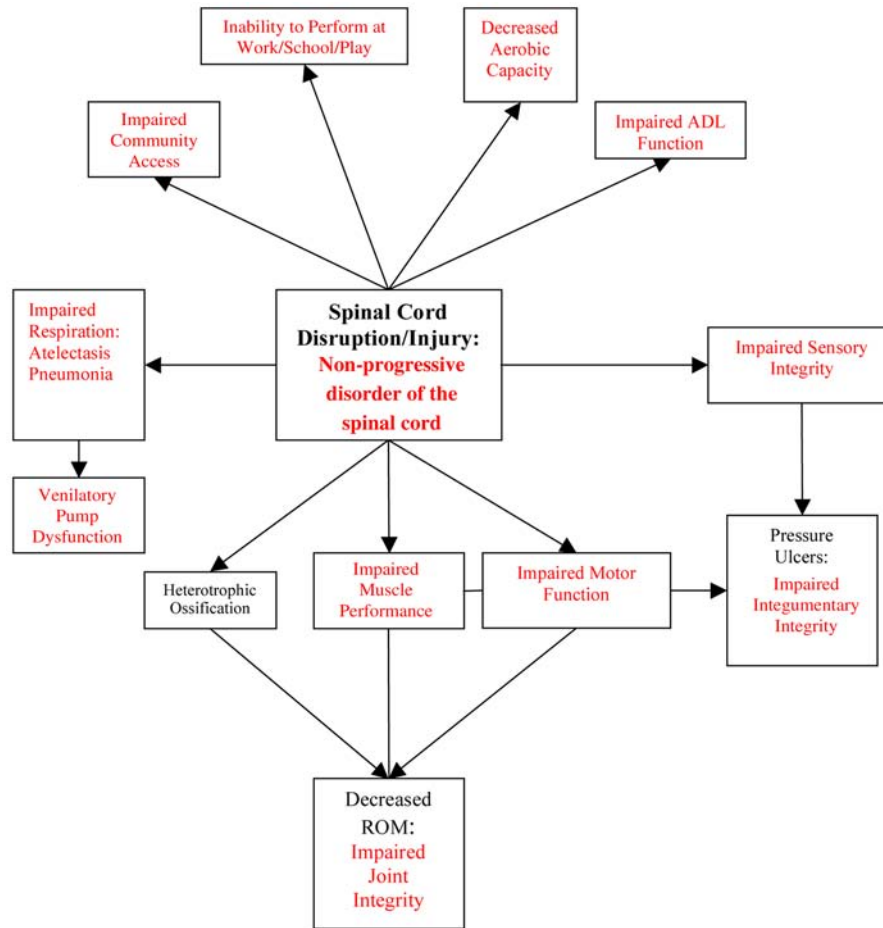 Inability to Perform at
Work/School/Play
Decreased
Aerobic
Capacity
Impaired
Community
Access
Impaired ADL
Function
Impaired
Respiration:
Atelectasis
Pneumonia
Spinal Cord
Disruption/Injury:
Non-progressive
disorder of the
spinal cord
Impaired Sensory
Integrity
Venilatory
Pump
Dysfunction
Heterotrophic
Ossification
Impaired
Muscle
Performance
Impaired Motor
Function
Pressure
Ulcers:
Impaired
Integumentary
Integrity
Decreased
ROM:
Impaired
Joint
Integrity